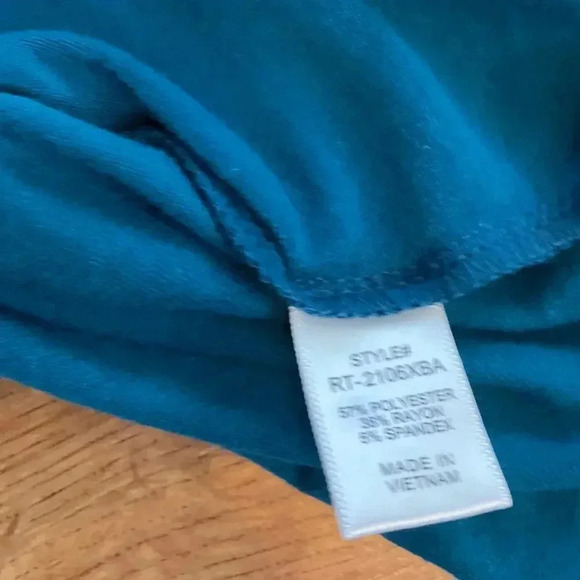 STYLE#
RT-2106XBA
57% POLYESTER
38% RAYON
5% SPANDEX
MADE IN
VIETNAM